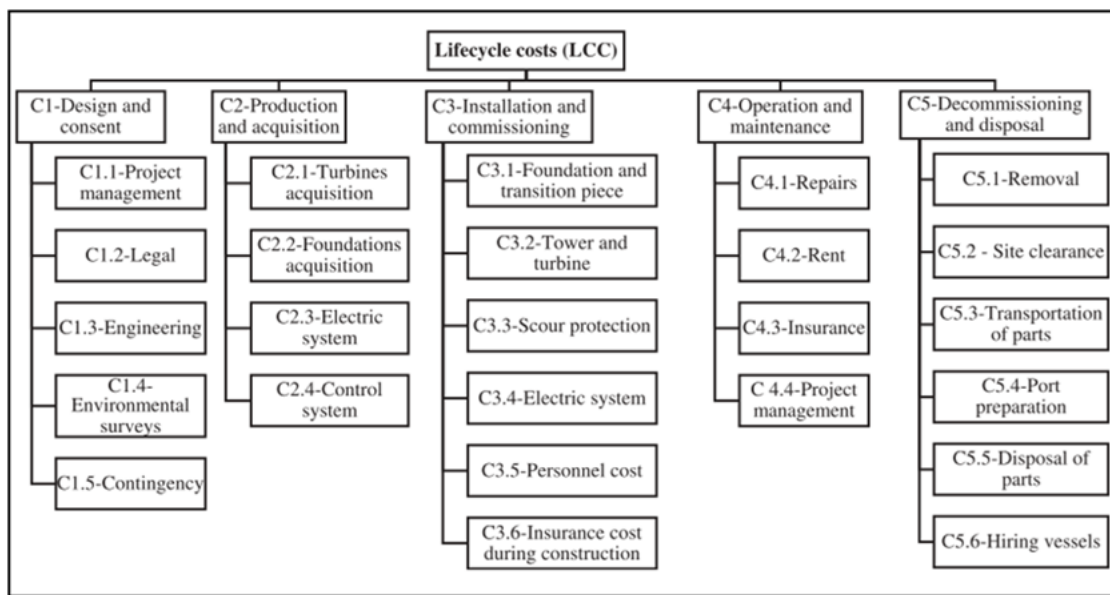 Lifecycle costs (LCC)
C1-Design and
consent
C1.1-Project
management
C1.2-Legal
C1.3-Engineering
C1.4-
Environmental
surveys
C1.5-Contingency
C2-Production
and acquisition
C2.1-Turbines
acquisition
C2.2-Foundations
acquisition
C2.3-Electric
system
C2.4-Control
system
C3-Installation and
commissioning
C3.1-Foundation and
transition piece
C3.2-Tower and
turbine
C3.3-Scour protection
C3.4-Electric system
C3.5-Personnel cost
C3.6-Insurance cost
during construction
C4-Operation and
maintenance
C4.1-Repairs
C4.2-Rent
C4.3-Insurance
C 4.4-Project
management
C5-Decommissioning
and disposal
C5.1-Removal
C5.2 - Site clearance
C5.3-Transportation
of parts
C5.4-Port
preparation
C5.5-Disposal of
parts
C5.6-Hiring vessels